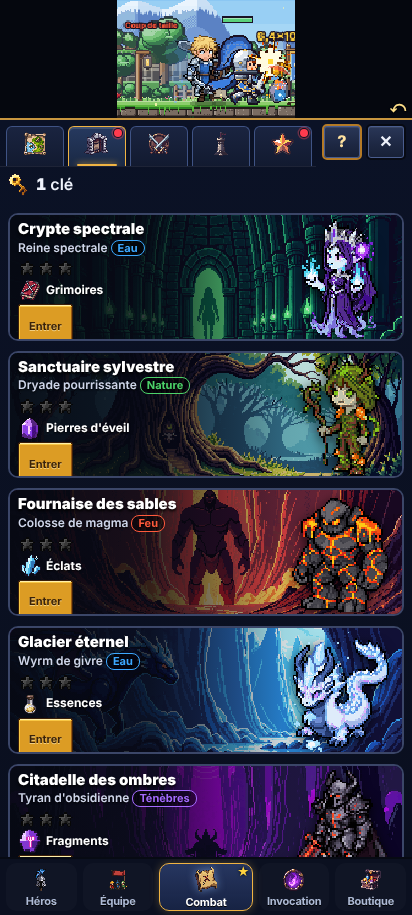 Coup de taille
?
×
1 clé
Crypte spectrale
Reine spectrale Eau
Grimoires
Entrer
Sanctuaire sylvestre
Dryade pourrissante Nature
Pierres d'éveil
Entrer
Fournaise des sables
Colosse de magma Feu
Éclats
Entrer
Glacier éternel
Wyrm de givre Eau
Essences
Entrer
Citadelle des ombres
Tyran d'obsidienne Ténèbres
Fragments
Héros
Équipe
Combat
Invocation
Boutique